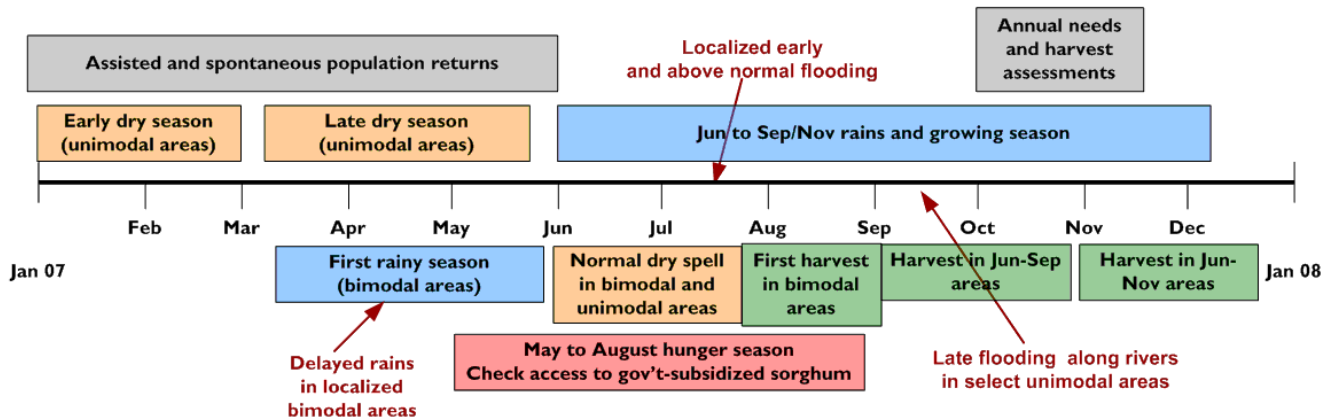 Assisted and spontaneous population returns
Localized early
and above normal flooding
Annual needs
and harvest
assessments
Early dry season
(unimodal areas)
Late dry season
(unimodal areas)
Jun to Sep/Nov rains and growing season
Feb
Mar
Apr
May
Jun
Jul
Aug
Sep
Oct
Nov
Dec
Jan 07
Jan 08
First rainy season
(bimodal areas)
Normal dry spell
in bimodal and
unimodal areas
First harvest
in bimodal
areas
Harvest in Jun-Sep
areas
Harvest in Jun-
Nov areas
Delayed rains
in localized
bimodal areas
May to August hunger season
Check access to gov't-subsidized sorghum
Late flooding along rivers
in select unimodal areas